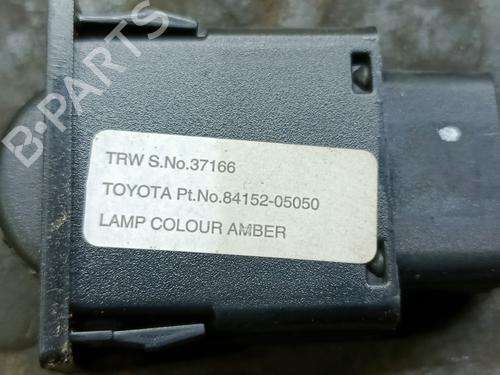 B-PARTS
TRW S.No.37166
TOYOTA Pt.No.84152-05050
LAMP COLOUR AMBER